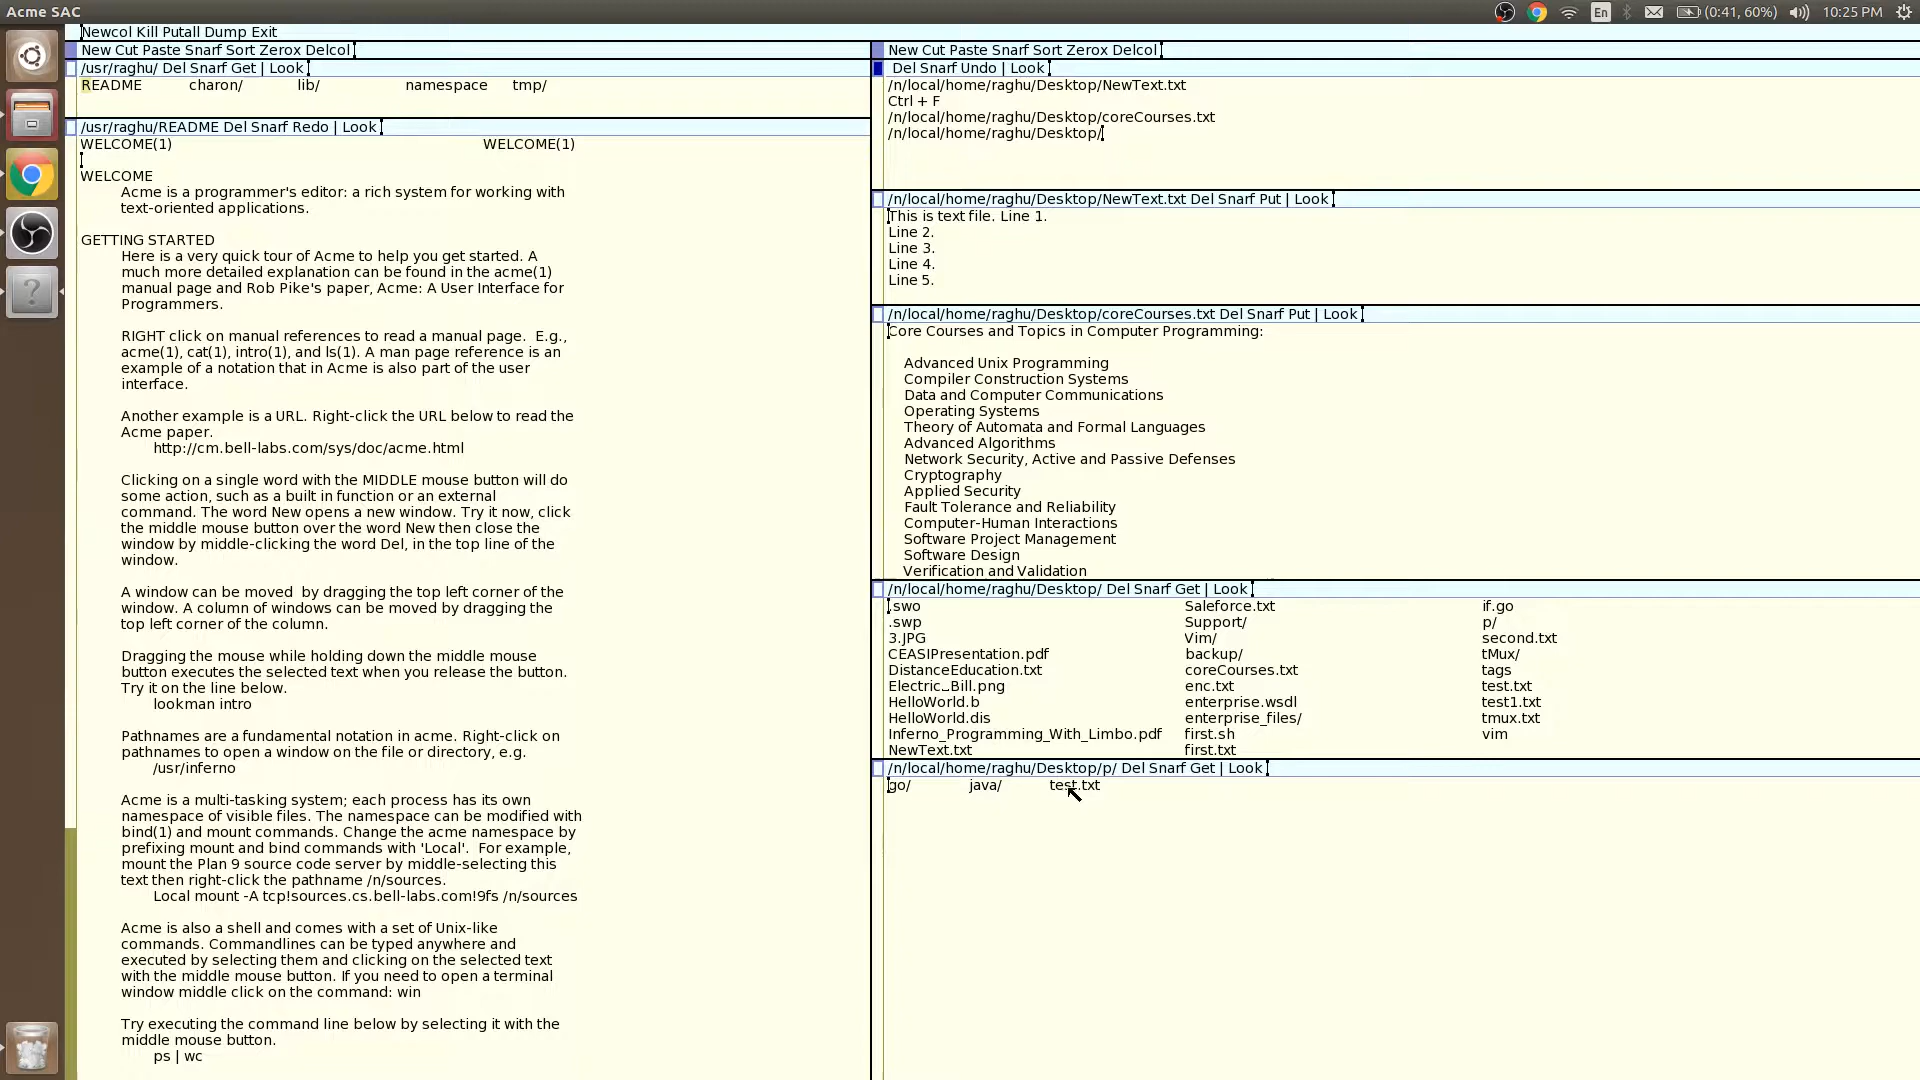 Acme SAC
En
(0:41, 60%)
10:25 PM
Newcol Kill Putall Dump Exit
New Cut Paste Snarf Sort Zerox Delcol
/usr/raghu/ Del Snarf Get | Look
README charon/ lib/ namespace tmp/
/usr/raghu/README Del Snarf Redo | Look
WELCOME(1) WELCOME(1)
WELCOME
Acme is a programmer's editor: a rich system for working with
text-oriented applications.
GETTING STARTED
Here is a very quick tour of Acme to help you get started. A
much more detailed explanation can be found in the acme(1)
manual page and Rob Pike's paper, Acme: A User Interface for
Programmers.
RIGHT click on manual references to read a manual page.  E.g.,
acme(1), cat(1), intro(1), and ls(1). A man page reference is an
example of a notation that in Acme is also part of the user
interface.
Another example is a URL. Right-click the URL below to read the
Acme paper.
http://cm.bell-labs.com/sys/doc/acme.html
Clicking on a single word with the MIDDLE mouse button will do
some action, such as a built in function or an external
command. The word New opens a new window. Try it now, click
the middle mouse button over the word New then close the
window by middle-clicking the word Del, in the top line of the
window.
A window can be moved  by dragging the top left corner of the
window. A column of windows can be moved by dragging the
top left corner of the column.
Dragging the mouse while holding down the middle mouse
button executes the selected text when you release the button.
Try it on the line below.
lookman intro
Pathnames are a fundamental notation in acme. Right-click on
pathnames to open a window on the file or directory, e.g.
/usr/inferno
Acme is a multi-tasking system; each process has its own
namespace of visible files. The namespace can be modified with
bind(1) and mount commands. Change the acme namespace by
prefixing mount and bind commands with 'Local'.  For example,
mount the Plan 9 source code server by middle-selecting this
text then right-click the pathname /n/sources.
Local mount -A tcp!sources.cs.bell-labs.com!9fs /n/sources
Acme is also a shell and comes with a set of Unix-like
commands. Commandlines can be typed anywhere and
executed by selecting them and clicking on the selected text
with the middle mouse button. If you need to open a terminal
window middle click on the command: win
Try executing the command line below by selecting it with the
middle mouse button.
ps | wc
New Cut Paste Snarf Sort Zerox Delcol
Del Snarf Undo | Look
/n/local/home/raghu/Desktop/NewText.txt
Ctrl + F
/n/local/home/raghu/Desktop/coreCourses.txt
/n/local/home/raghu/Desktop/
/n/local/home/raghu/Desktop/NewText.txt Del Snarf Put | Look
This is text file. Line 1.
Line 2.
Line 3.
Line 4.
Line 5.
/n/local/home/raghu/Desktop/coreCourses.txt Del Snarf Put | Look
Core Courses and Topics in Computer Programming:
Advanced Unix Programming
Compiler Construction Systems
Data and Computer Communications
Operating Systems
Theory of Automata and Formal Languages
Advanced Algorithms
Network Security, Active and Passive Defenses
Cryptography
Applied Security
Fault Tolerance and Reliability
Computer-Human Interactions
Software Project Management
Software Design
Verification and Validation
/n/local/home/raghu/Desktop/ Del Snarf Get | Look
.swo Saleforce.txt if.go
.swp Support/ p/
3.JPG Vim/ second.txt
CEASIPresentation.pdf backup/ tMux/
DistanceEducation.txt coreCourses.txt tags
Electric_Bill.png enc.txt test.txt
HelloWorld.b enterprise.wsdl test1.txt
HelloWorld.dis enterprise_files/ tmux.txt
Inferno_Programming_With_Limbo.pdf first.sh vim
NewText.txt first.txt
/n/local/home/raghu/Desktop/p/ Del Snarf Get | Look
go/ java/ test.txt